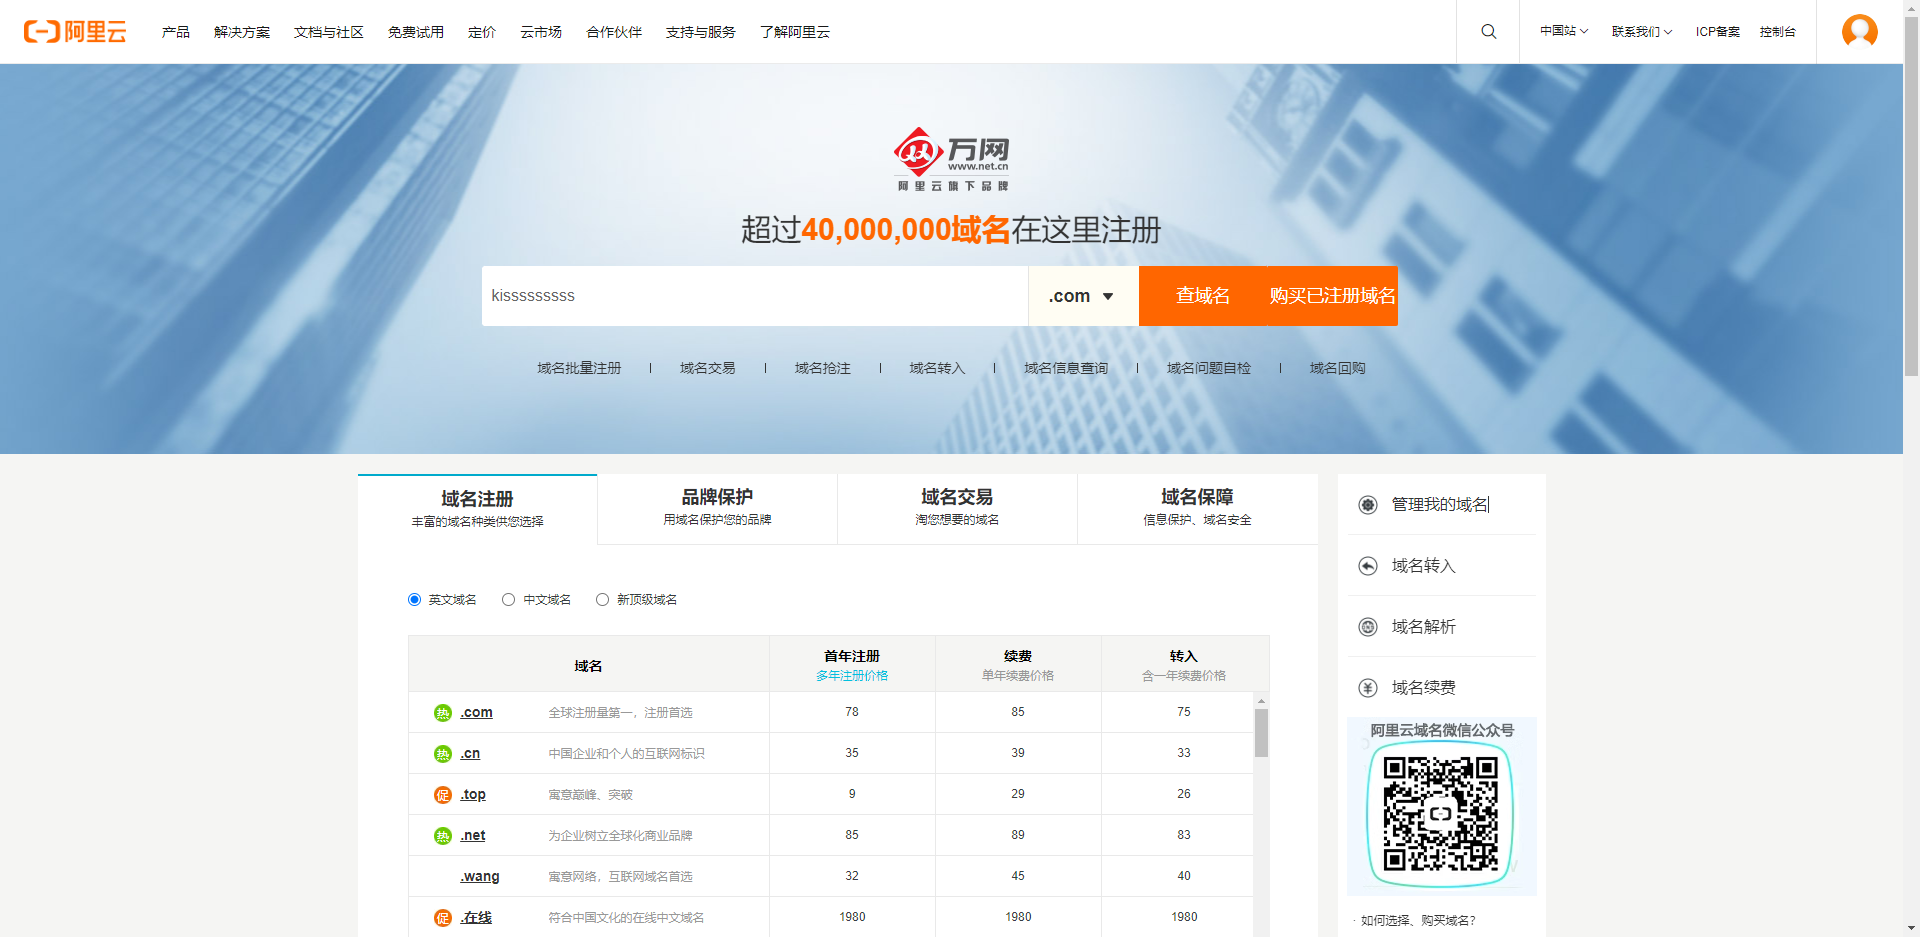 阿里云 产品 解决方案 文档与社区 免费试用 定价 云市场 合作伙伴 支持与服务 了解阿里云 中国站 联系我们 ICP备案 控制台
万网
www.net.cn
阿里云旗下品牌
超过40,000,000域名在这里注册
kisssssssss .com 查域名 购买已注册域名
域名批量注册 域名交易 域名抢注 域名转入 域名信息查询 域名问题自检 域名回购
域名注册 品牌保护 域名交易 域名保障
丰富的域名种类供您选择 用域名保护您的品牌 淘您想要的域名 信息保护、域名安全
英文域名 中文域名 新顶级域名
域名 首年注册 续费 转入
多年注册价格 单年续费价格 含一年续费价格
热 .com 全球注册量第一，注册首选 78 85 75
热 .cn 中国企业和个人的互联网标识 35 39 33
促 .top 寓意巅峰、突破 9 29 26
热 .net 为企业树立全球化商业品牌 85 89 83
.wang 寓意网络，互联网域名首选 32 45 40
促 .在线 符合中国文化的在线中文域名 1980 1980 1980
管理我的域名
域名转入
域名解析
域名续费
阿里云域名微信公众号
· 如何选择、购买域名?